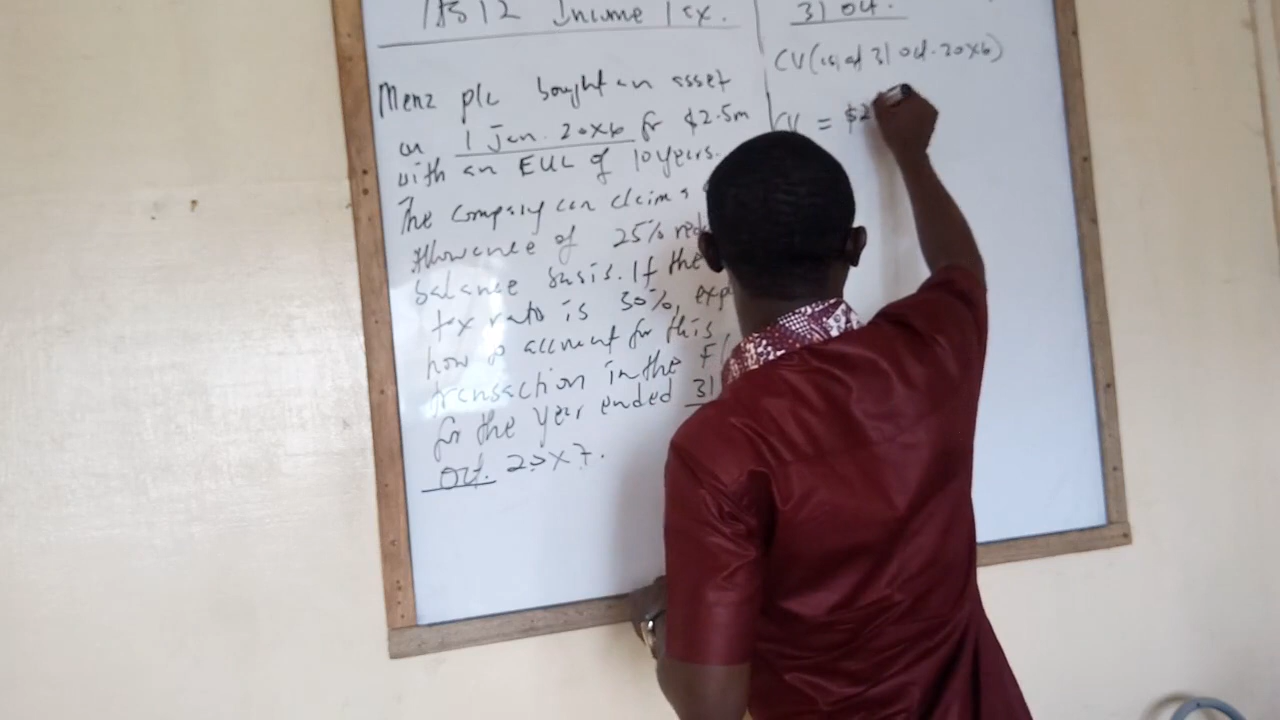 IAS 12 Income Tax.
Menz plc bought an asset
on 1 Jan. 20X6 for $2.5m
with an EUL of 10 years.
The company can claim a
allowance of 25%
balance basis. If the
tax rate is 30%,
how to account for this
transaction in the
for the year ended 31
Oct. 20X7.
31 Oct.
CV (as at 31 Oct. 20X6)
CV = $2